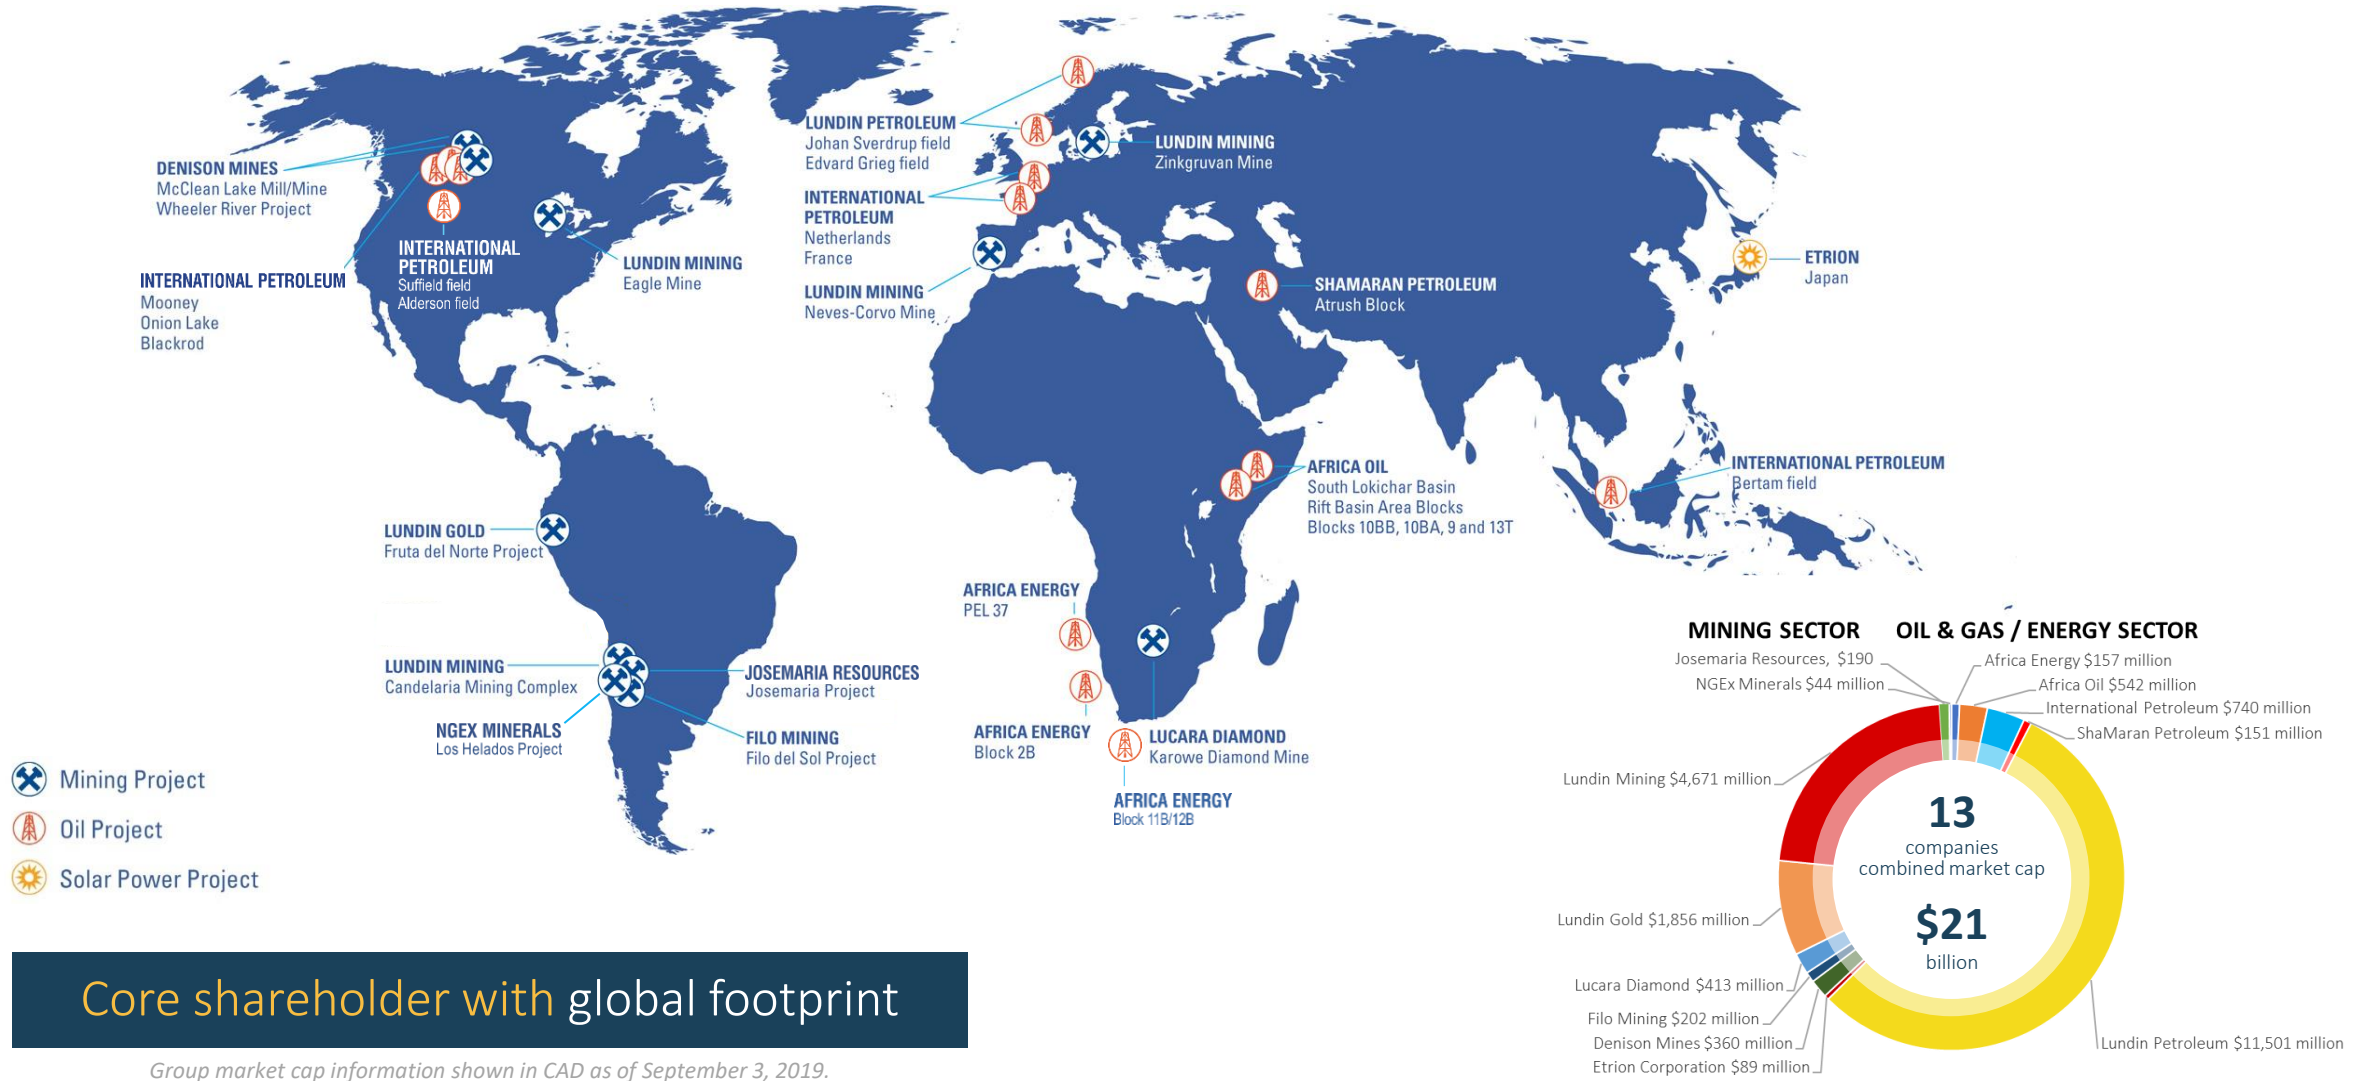 DENISON MINES
McClean Lake Mill/Mine
Wheeler River Project
INTERNATIONAL PETROLEUM
Mooney
Onion Lake
Blackrod
INTERNATIONAL
PETROLEUM
Suffield field
Alderson field
LUNDIN MINING
Eagle Mine
LUNDIN PETROLEUM
Johan Sverdrup field
Edvard Grieg field
INTERNATIONAL
PETROLEUM
Netherlands
France
LUNDIN MINING
Neves-Corvo Mine
LUNDIN MINING
Zinkgruvan Mine
SHAMARAN PETROLEUM
Atrush Block
ETRION
Japan
AFRICA OIL
South Lokichar Basin
Rift Basin Area Blocks
Blocks 10BB, 10BA, 9 and 13T
INTERNATIONAL PETROLEUM
Bertam field
LUNDIN GOLD
Fruta del Norte Project
LUNDIN MINING
Candelaria Mining Complex
NGEX MINERALS
Los Helados Project
JOSEMARIA RESOURCES
Josemaria Project
FILO MINING
Filo del Sol Project
AFRICA ENERGY
PEL 37
AFRICA ENERGY
Block 2B
LUCARA DIAMOND
Karowe Diamond Mine
AFRICA ENERGY
Block 11B/12B
Mining Project
Oil Project
Solar Power Project
MINING SECTOR
OIL & GAS / ENERGY SECTOR
Josemaria Resources, $190
NGEx Minerals $44 million
Lundin Mining $4,671 million
Lundin Gold $1,856 million
Lucara Diamond $413 million
Filo Mining $202 million
Denison Mines $360 million
Etrion Corporation $89 million
Africa Energy $157 million
Africa Oil $542 million
International Petroleum $740 million
ShaMaran Petroleum $151 million
Lundin Petroleum $11,501 million
13
companies
combined market cap
$21
billion
Core shareholder with global footprint
Group market cap information shown in CAD as of September 3, 2019.